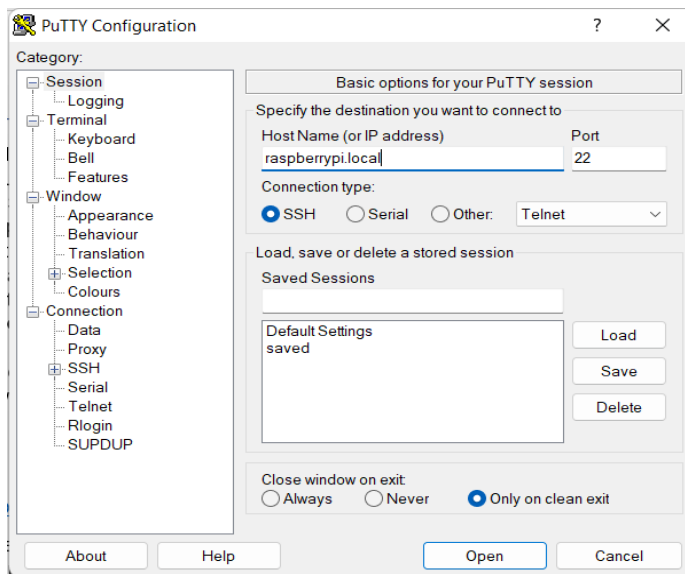 PuTTY Configuration
?
Category:
Session
Logging
Terminal
Keyboard
Bell
Features
Window
Appearance
Behaviour
Translation
Selection
Colours
Connection
Data
Proxy
SSH
Serial
Telnet
Rlogin
SUPDUP
Basic options for your PuTTY session
Specify the destination you want to connect to
Host Name (or IP address) Port
raspberrypi.local 22
Connection type:
SSH Serial Other: Telnet
Load, save or delete a stored session
Saved Sessions
Default Settings
saved
Load
Save
Delete
Close window on exit:
Always Never Only on clean exit
About Help Open Cancel